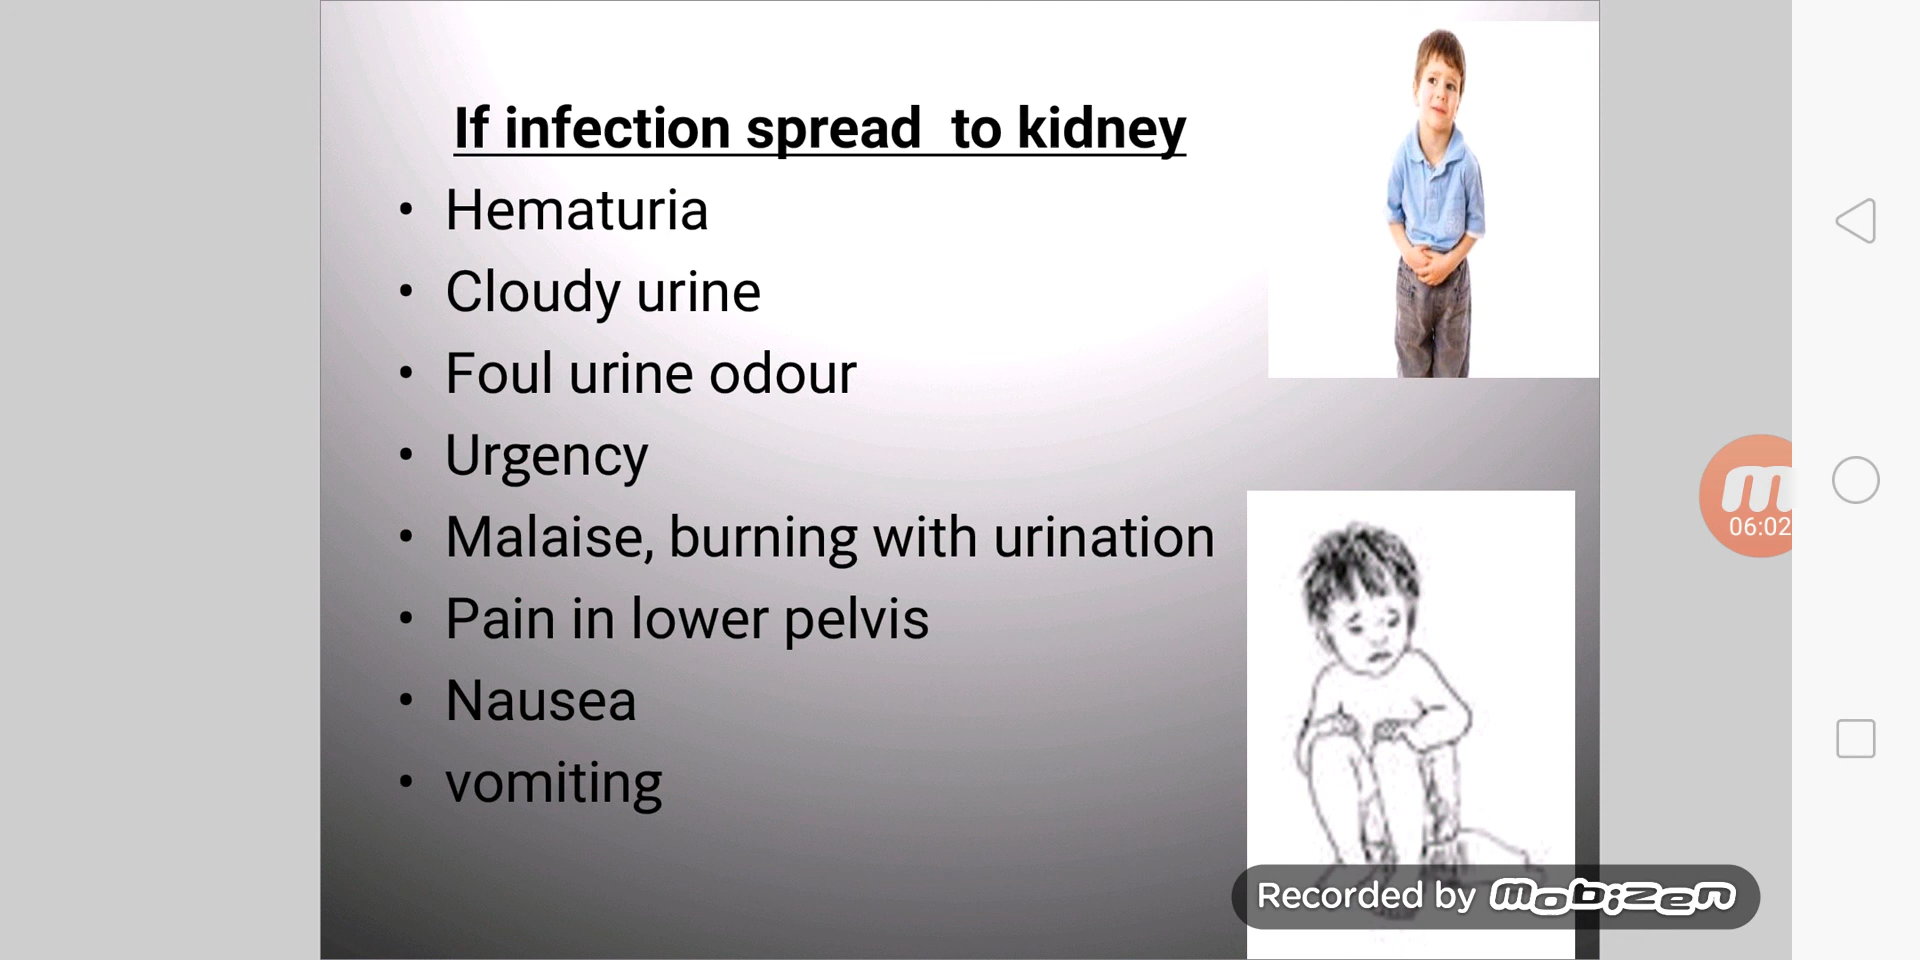 If infection spread  to kidney
• Hematuria
• Cloudy urine
• Foul urine odour
• Urgency
• Malaise, burning with urination
• Pain in lower pelvis
• Nausea
• vomiting
m
06:02
Recorded by mobizen